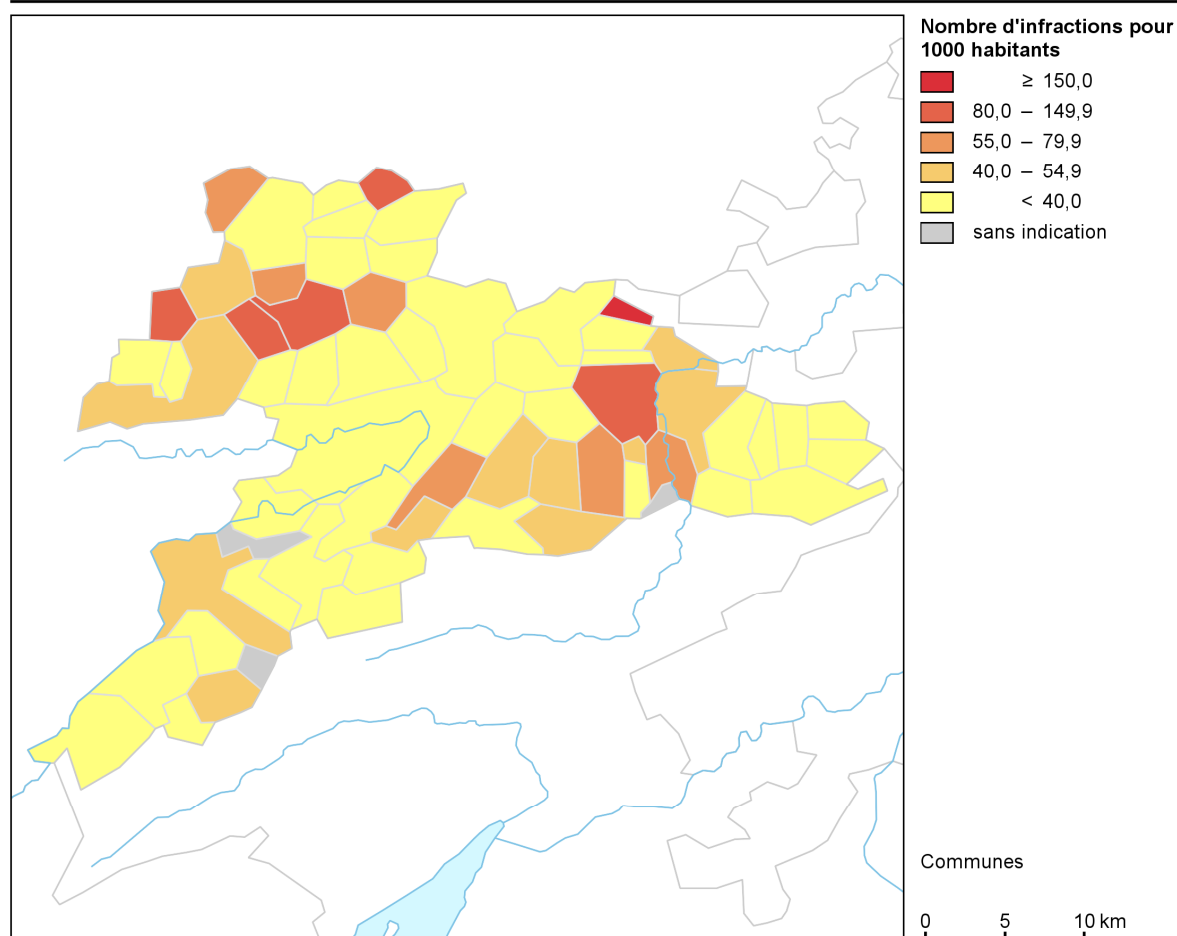 Nombre d'infractions pour
1000 habitants
≥ 150,0
80,0 – 149,9
55,0 – 79,9
40,0 – 54,9
< 40,0
sans indication
Communes
0 5 10 km